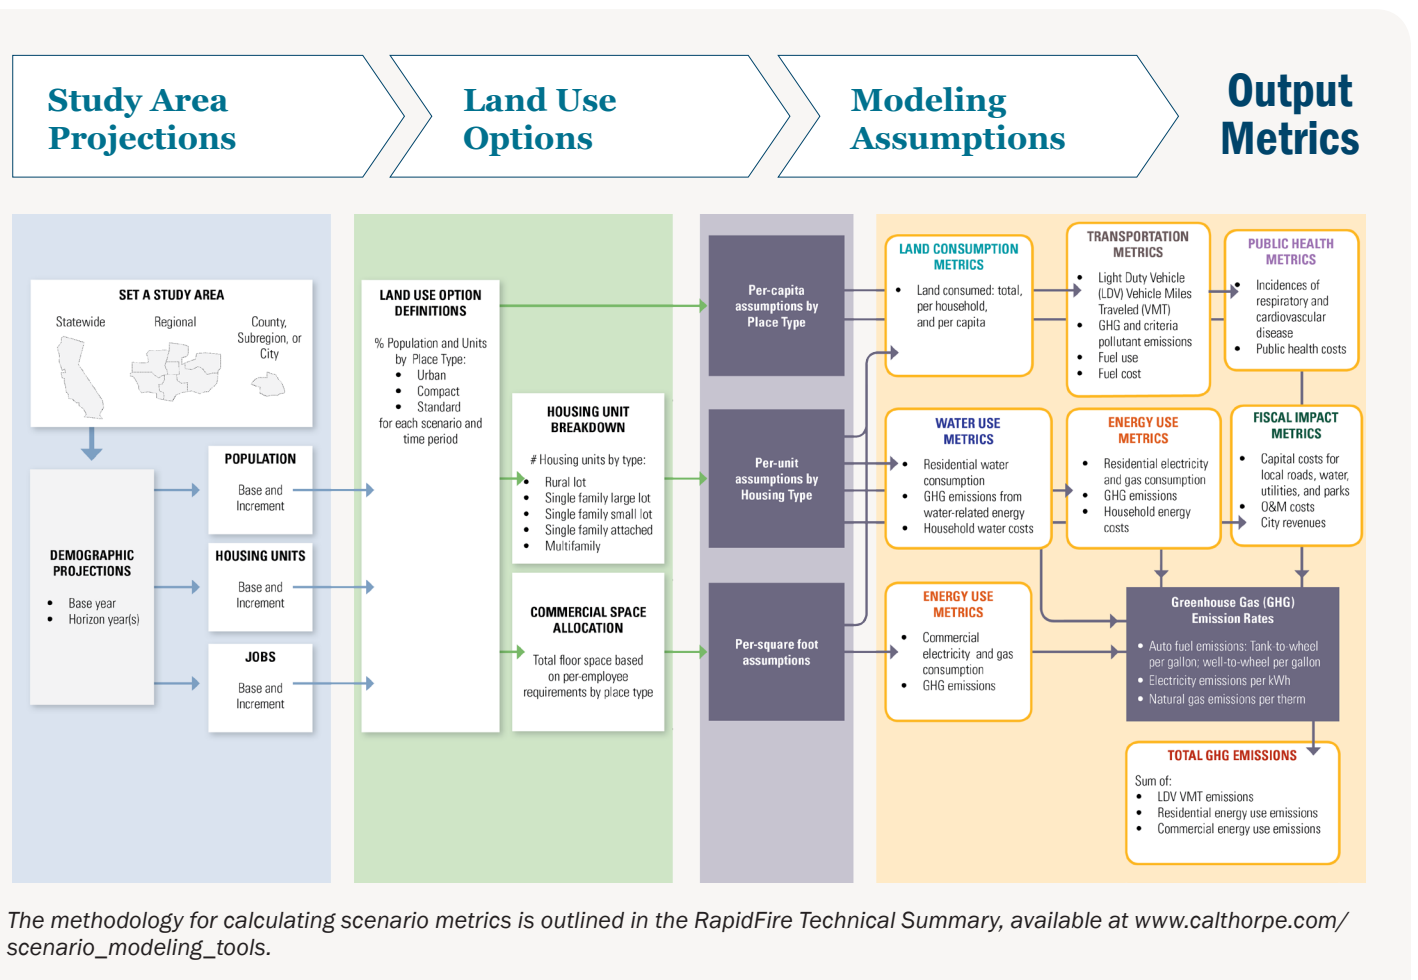 Study Area
Projections
Land Use
Options
Modeling
Assumptions
Output
Metrics
SET A STUDY AREA
Statewide
Regional
County,
Subregion, or
City
DEMOGRAPHIC
PROJECTIONS
• Base year
• Horizon year(s)
POPULATION
Base and
Increment
HOUSING UNITS
Base and
Increment
JOBS
Base and
Increment
LAND USE OPTION
DEFINITIONS
% Population and Units
by Place Type:
• Urban
• Compact
• Standard
for each scenario and
time period
HOUSING UNIT
BREAKDOWN
# Housing units by type:
• Rural lot
• Single family large lot
• Single family small lot
• Single family attached
• Multifamily
COMMERCIAL SPACE
ALLOCATION
Total floor space based
on per-employee
requirements by place type
Per-capita
assumptions by
Place Type
Per-unit
assumptions by
Housing Type
Per-square foot
assumptions
LAND CONSUMPTION
METRICS
• Land consumed: total,
per household,
and per capita
TRANSPORTATION
METRICS
• Light Duty Vehicle
(LDV) Vehicle Miles
Traveled (VMT)
• GHG and criteria
pollutant emissions
• Fuel use
• Fuel cost
PUBLIC HEALTH
METRICS
• Incidences of
respiratory and
cardiovascular
disease
• Public health costs
WATER USE
METRICS
• Residential water
consumption
• GHG emissions from
water-related energy
• Household water costs
ENERGY USE
METRICS
• Residential electricity
and gas consumption
• GHG emissions
• Household energy
costs
FISCAL IMPACT
METRICS
• Capital costs for
local roads, water,
utilities, and parks
• O&M costs
• City revenues
ENERGY USE
METRICS
• Commercial
electricity and gas
consumption
• GHG emissions
Greenhouse Gas (GHG)
Emission Rates
• Auto fuel emissions: Tank-to-wheel
per gallon; well-to-wheel per gallon
• Electricity emissions per kWh
• Natural gas emissions per therm
TOTAL GHG EMISSIONS
Sum of:
• LDV VMT emissions
• Residential energy use emissions
• Commercial energy use emissions
The methodology for calculating scenario metrics is outlined in the RapidFire Technical Summary, available at www.calthorpe.com/
scenario_modeling_tools.